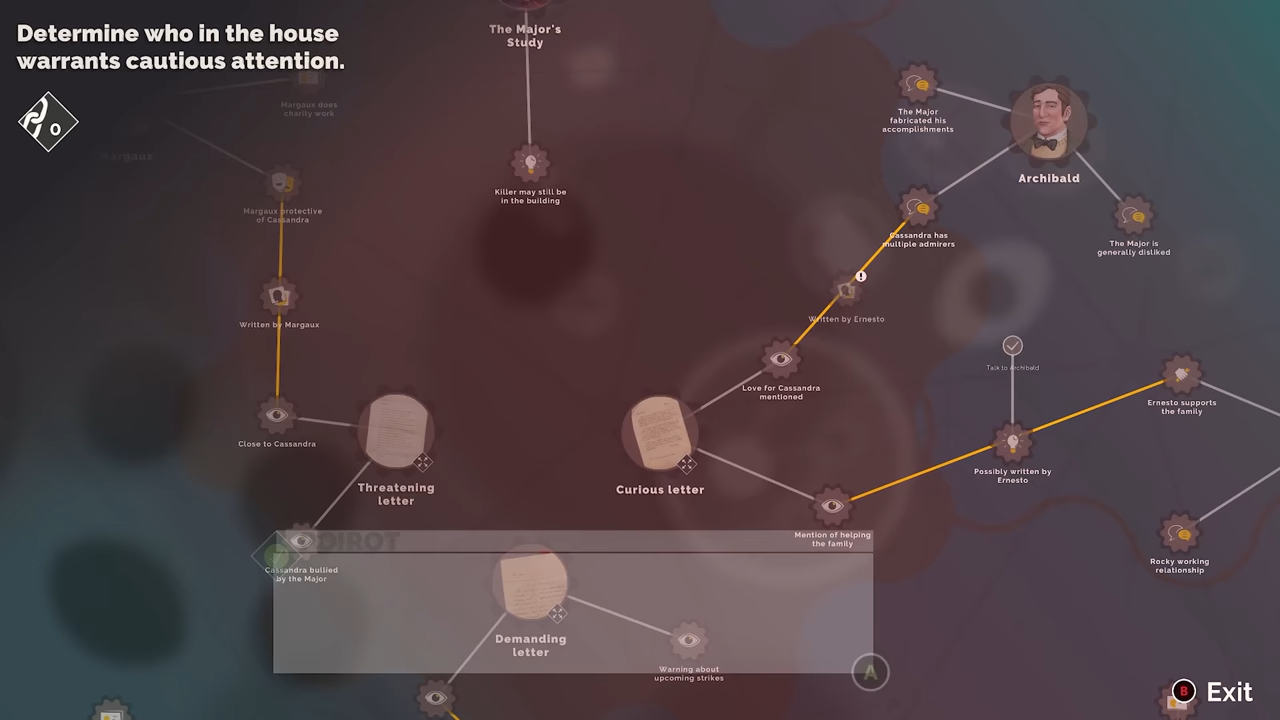 Determine who in the house
warrants cautious attention.
0
The Major's
Study
Margaux does
charity work
Margaux
The Major
fabricated his
accomplishments
Archibald
Killer may still be
in the building
Margaux protective
of Cassandra
Cassandra has
multiple admirers
The Major is
generally disliked
!
Written by Margaux
Written by Ernesto
Talk to Archibald
Love for Cassandra
mentioned
Ernesto supports
the family
Close to Cassandra
Possibly written by
Ernesto
Threatening
letter
Curious letter
Mention of helping
the family
POIROT
Cassandra bullied
by the Major
Rocky working
relationship
Demanding
letter
Warning about
upcoming strikes
A
B Exit